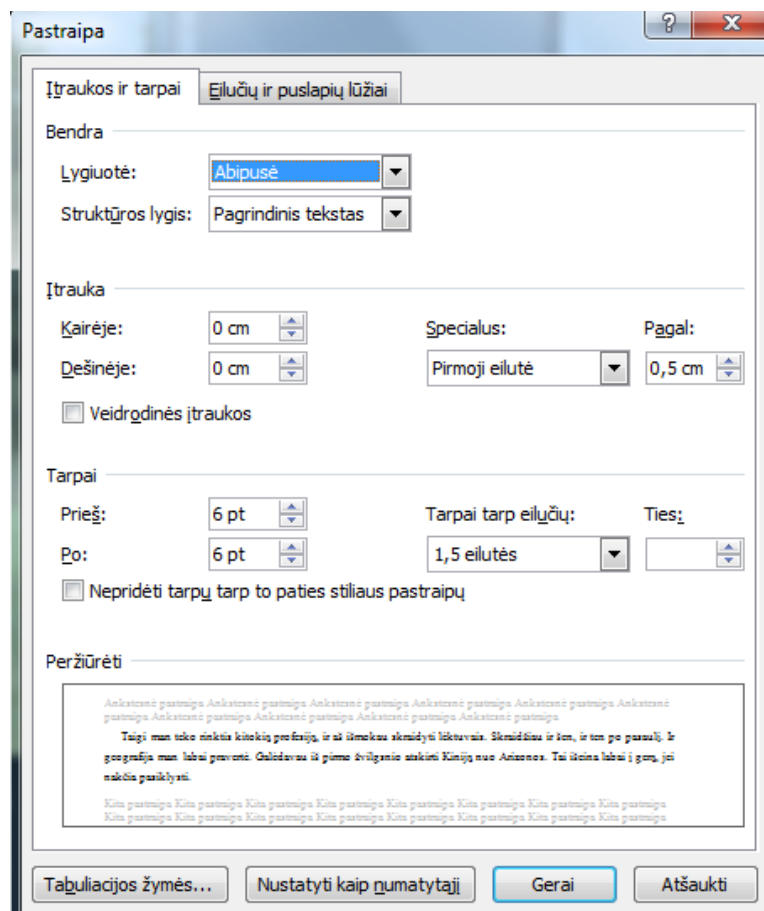 Pastraipa
Įtraukos ir tarpai Eilučių ir puslapių lūžiai
Bendra
Lygiuotė: Abipusė
Struktūros lygis: Pagrindinis tekstas
Įtrauka
Kairėje: 0 cm Specialus: Pagal:
Dešinėje: 0 cm Pirmoji eilutė 0,5 cm
Veidrodinės įtraukos
Tarpai
Prieš: 6 pt Tarpai tarp eilučių: Ties:
Po: 6 pt 1,5 eilutės
Nepridėti tarpų tarp to paties stiliaus pastraipų
Peržiūrėti
Ankstesnė pastraipa Ankstesnė pastraipa Ankstesnė pastraipa Ankstesnė pastraipa Ankstesnė pastraipa Ankstesnė
pastraipa Ankstesnė pastraipa Ankstesnė pastraipa Ankstesnė pastraipa Ankstesnė pastraipa
Taigi man teko rinktis kitokią profesiją, ir aš išmokau skraidyti lėktuvais. Skraidžiau ir šen, ir ten po pasaulį. Ir
geografija man labai pravertė. Galėdavau iš pirmo žvilgsnio atskirti Kiniją nuo Arizonos. Tai išeina labai į gerą, jei
nakčia pasiklysti.
Kita pastraipa Kita pastraipa Kita pastraipa Kita pastraipa Kita pastraipa Kita pastraipa Kita pastraipa
Kita pastraipa Kita pastraipa Kita pastraipa Kita pastraipa Kita pastraipa Kita pastraipa Kita pastraipa
Tabuliacijos žymės... Nustatyti kaip numatytąjį Gerai Atšaukti